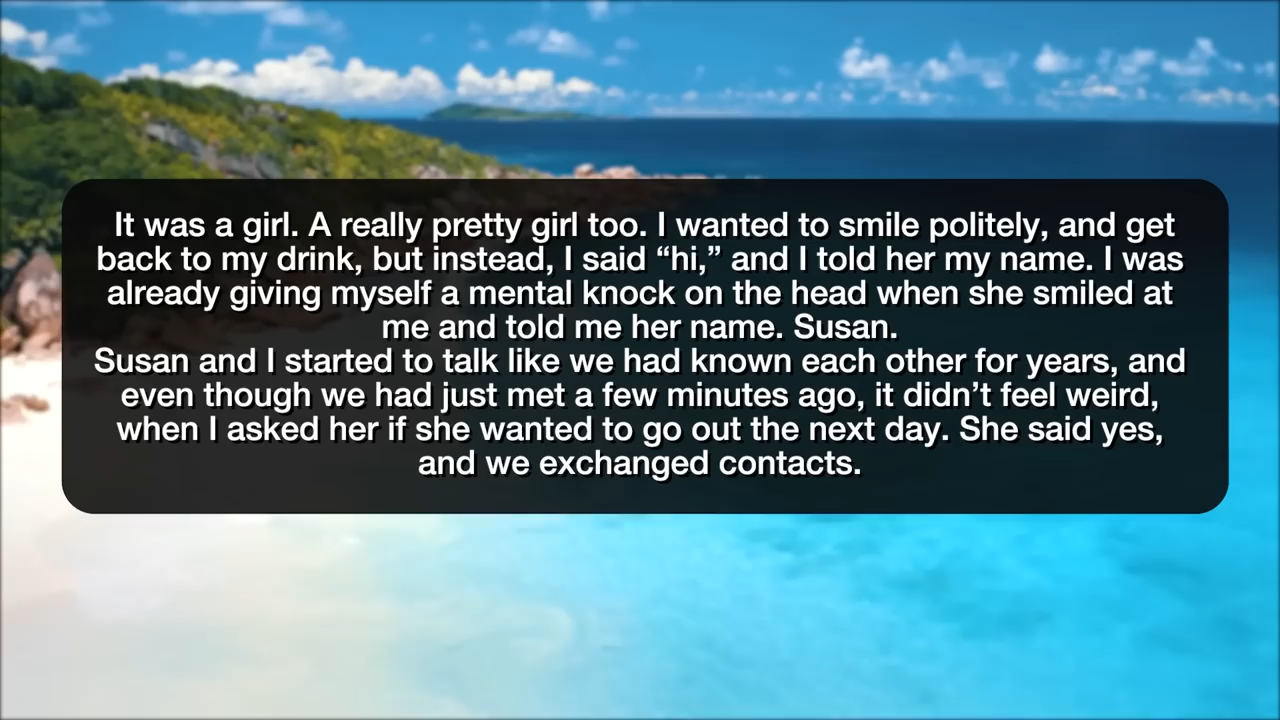 It was a girl. A really pretty girl too. I wanted to smile politely, and get
back to my drink, but instead, I said “hi,” and I told her my name. I was
already giving myself a mental knock on the head when she smiled at
me and told me her name. Susan.
Susan and I started to talk like we had known each other for years, and
even though we had just met a few minutes ago, it didn’t feel weird,
when I asked her if she wanted to go out the next day. She said yes,
and we exchanged contacts.